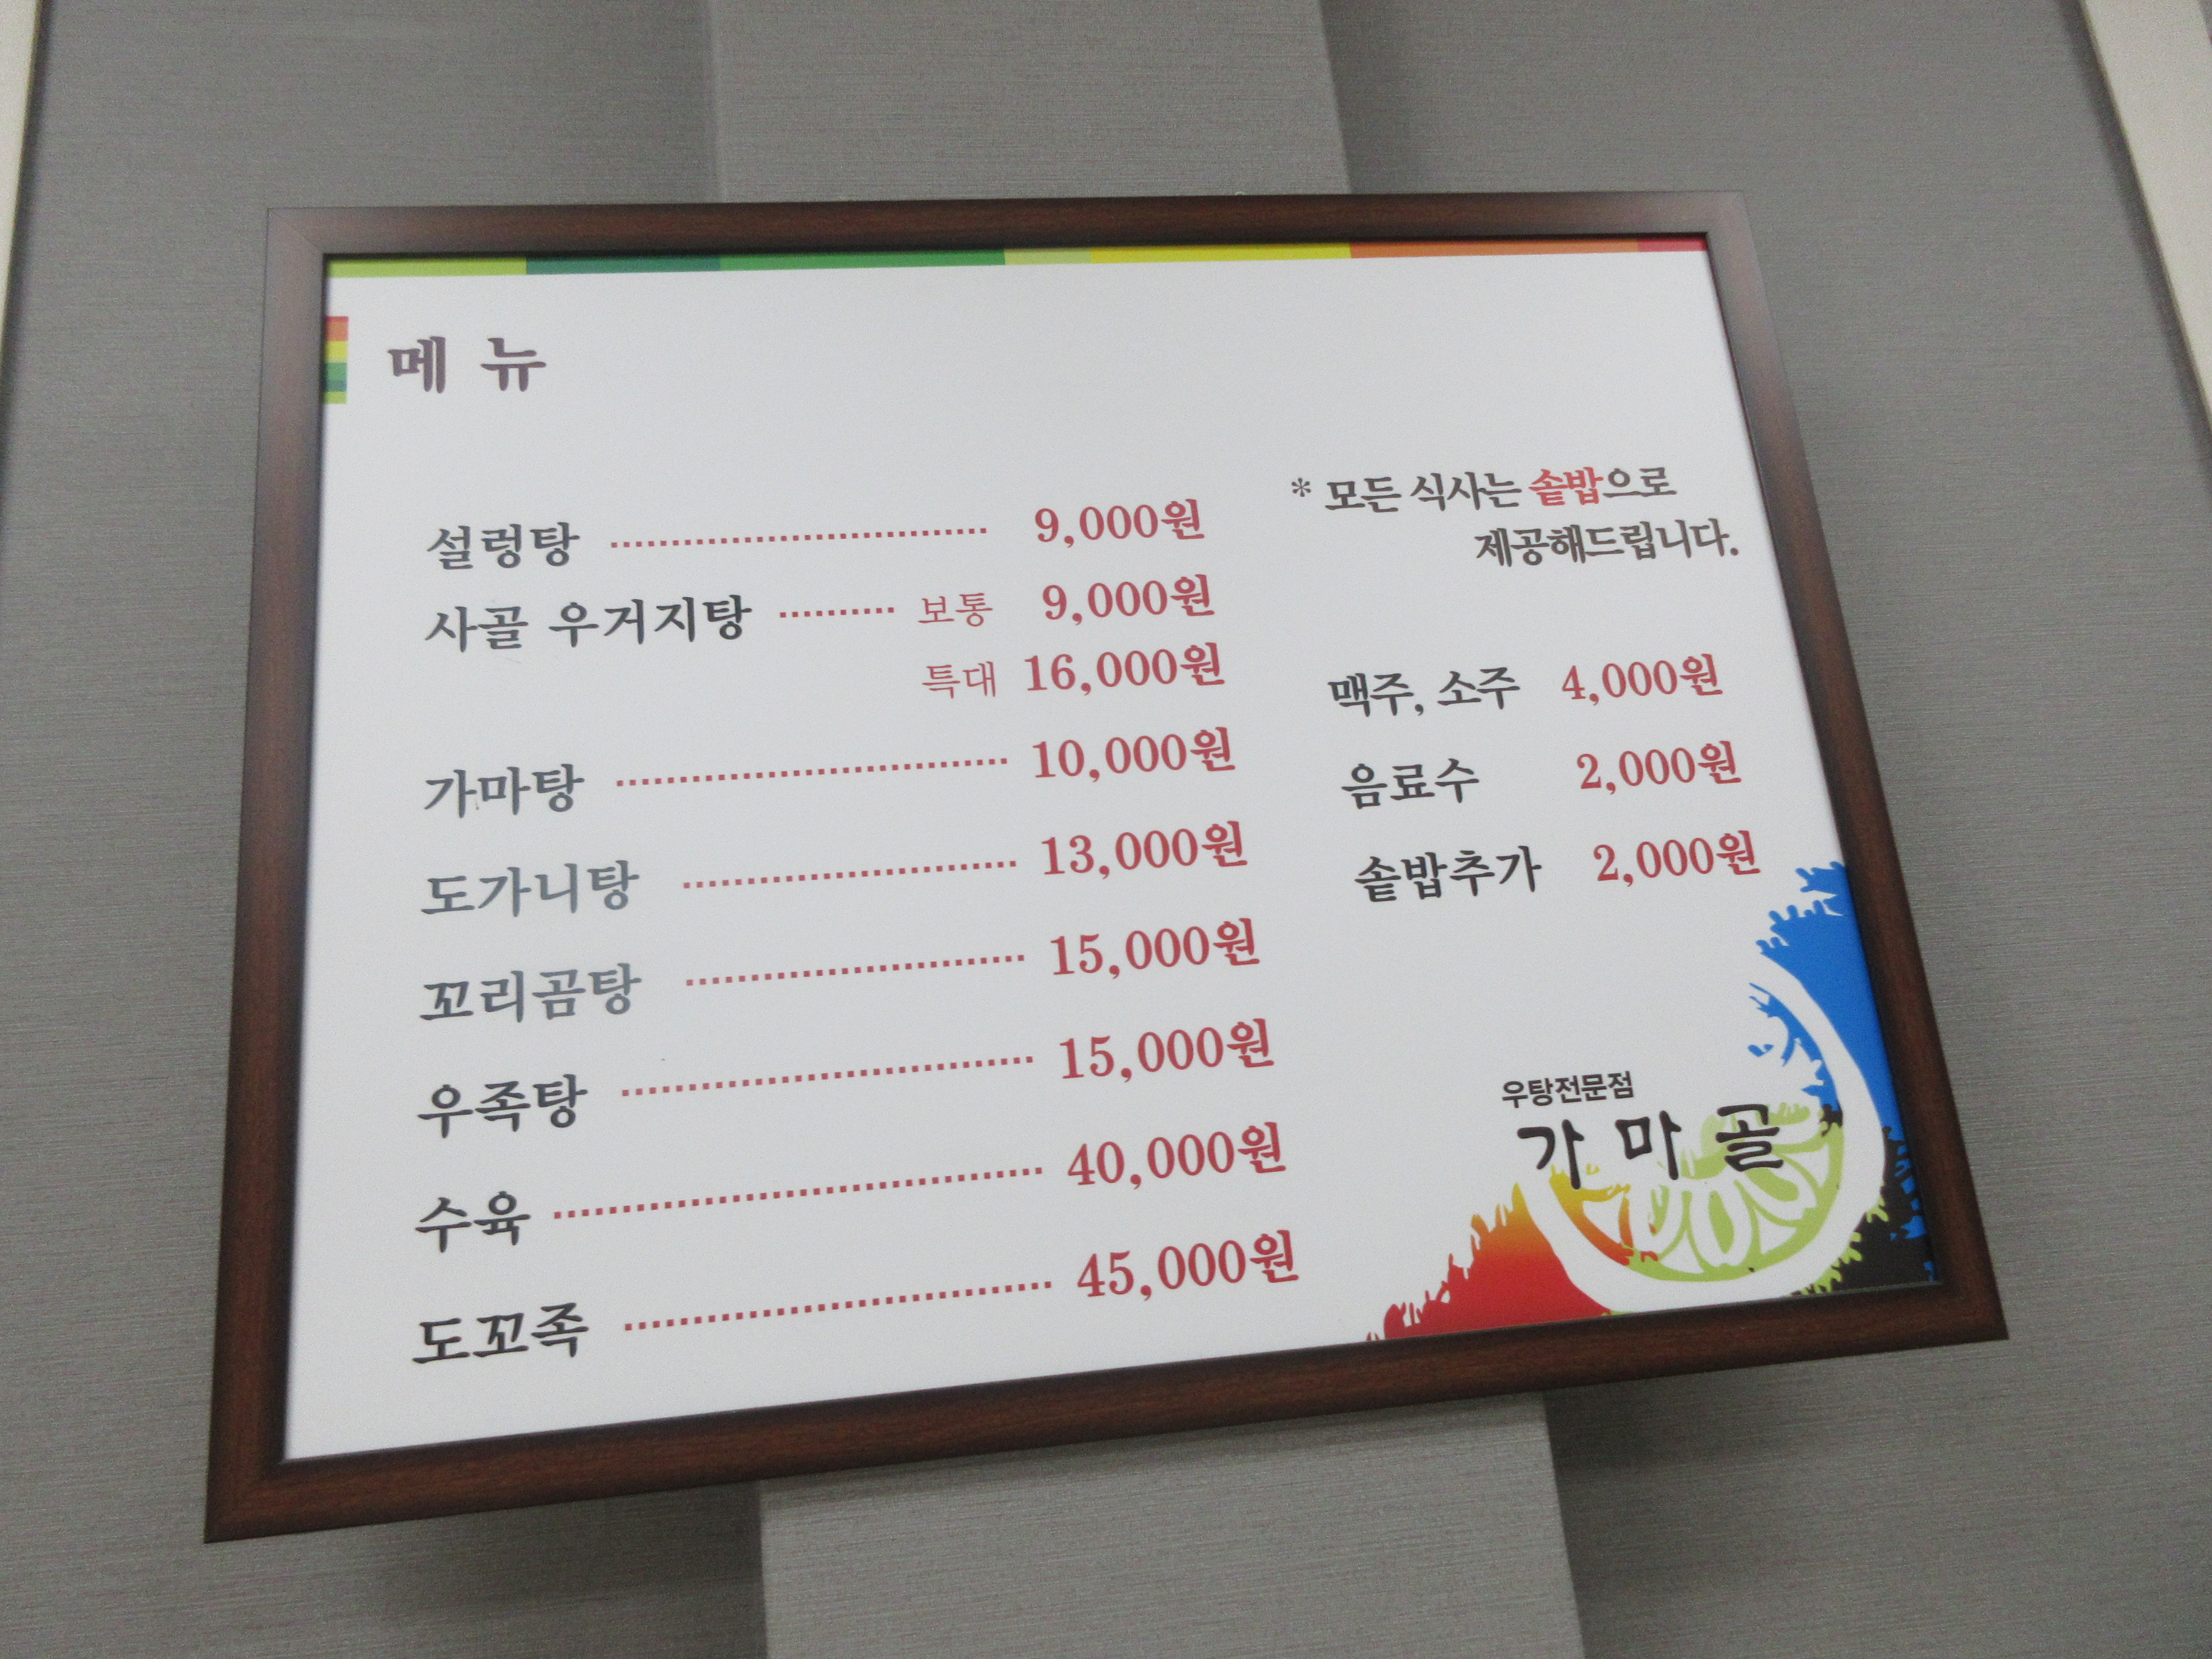 메 뉴
설렁탕 ································ 9,000원
사골 우거지탕 ·········· 보통 9,000원
특대 16,000원
가마탕 ································ 10,000원
도가니탕 ··························· 13,000원
꼬리곰탕 ··························· 15,000원
우족탕 ································ 15,000원
수육 ······································ 40,000원
도꼬족 ································ 45,000원
* 모든 식사는 솥밥으로
제공해드립니다.
맥주, 소주 4,000원
음료수 2,000원
솥밥추가 2,000원
우탕전문점
가 마 골